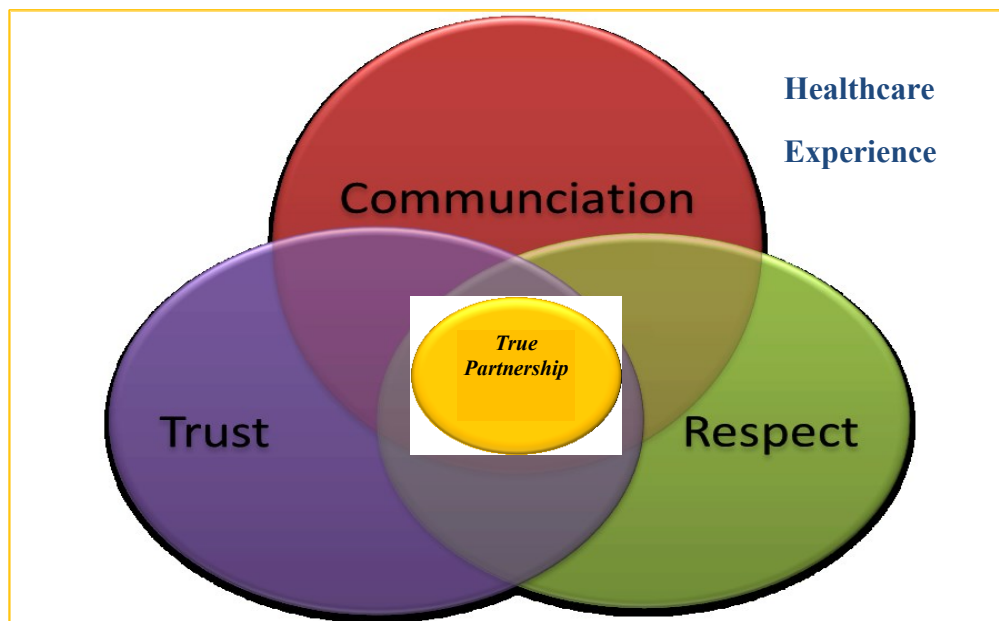 Healthcare
Experience
Communciation
True
Partnership
Trust
Respect